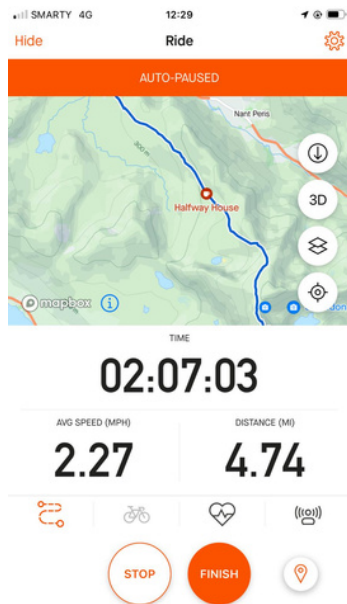 SMARTY 4G 12:29
Hide Ride
AUTO-PAUSED
Nant Peris
900 m
Halfway House
3D
mapbox
TIME
02:07:03
AVG SPEED (MPH) DISTANCE (MI)
2.27 4.74
STOP FINISH